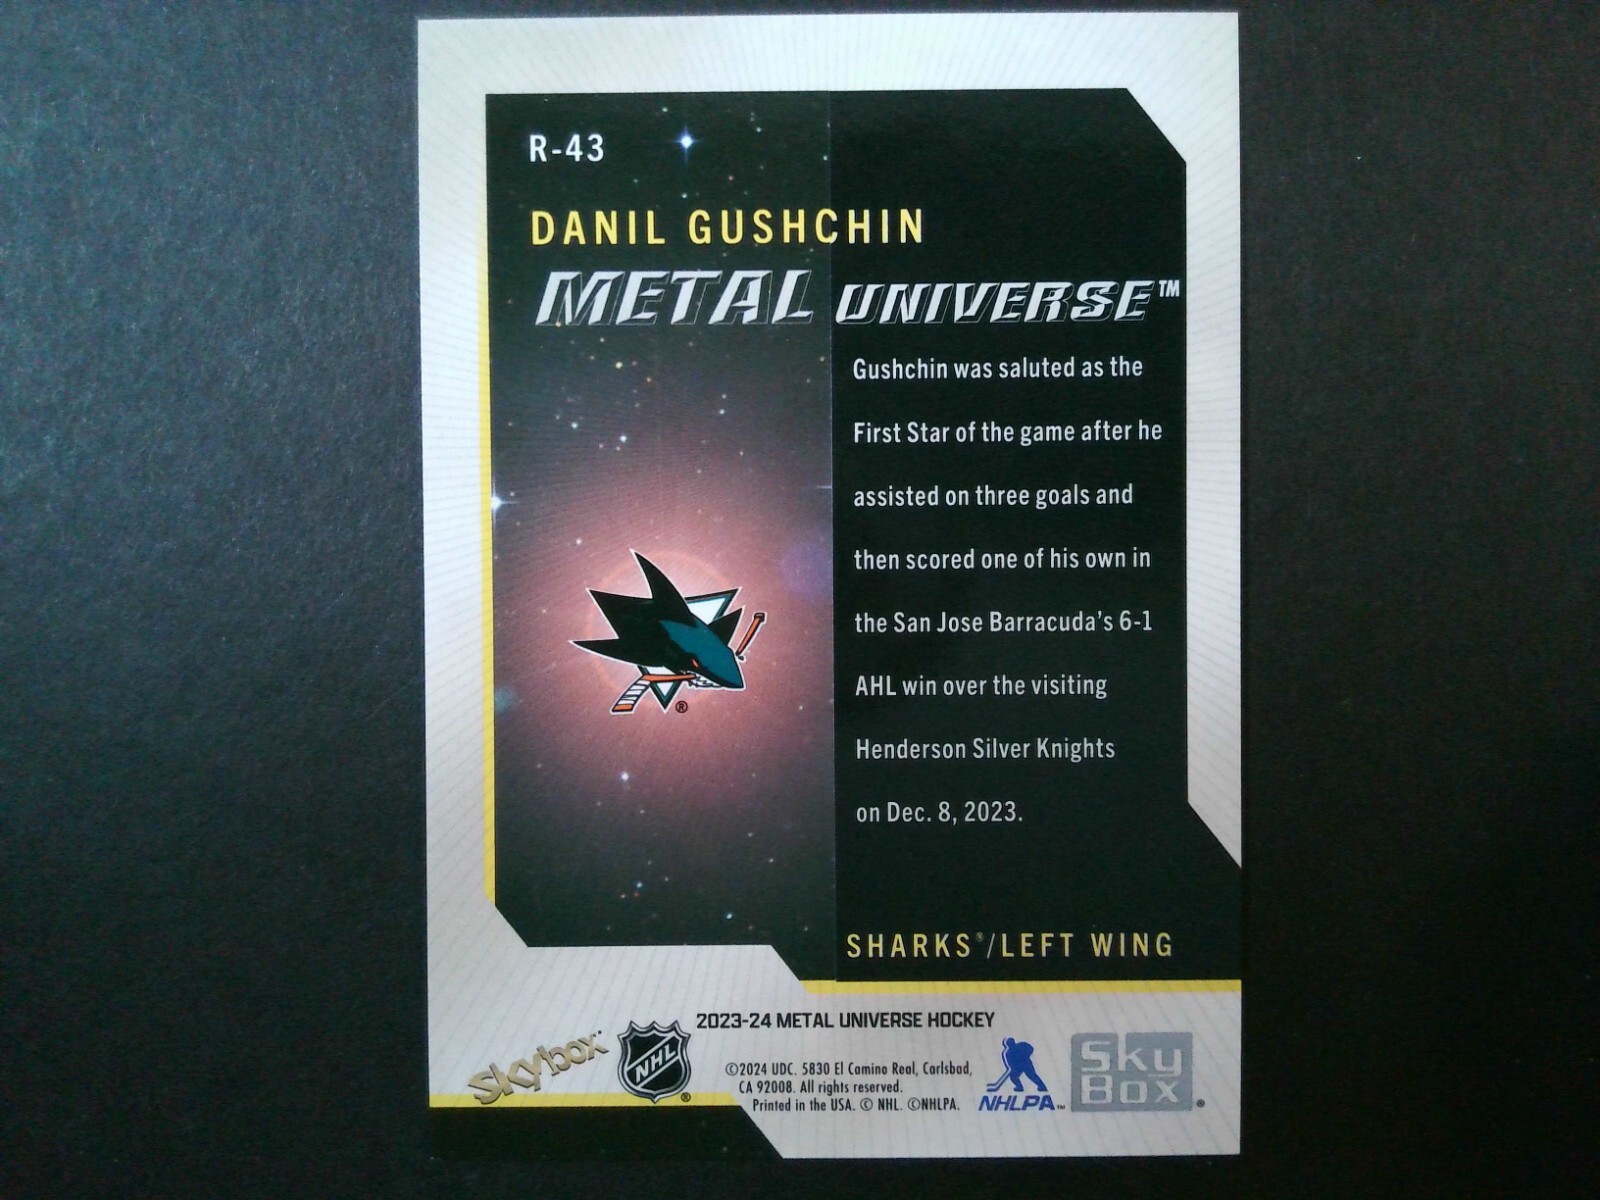 R-43
DANIL GUSHCHIN
METAL UNIVERSE™
Gushchin was saluted as the
First Star of the game after he
assisted on three goals and
then scored one of his own in
the San Jose Barracuda's 6-1
AHL win over the visiting
Henderson Silver Knights
on Dec. 8, 2023.
®
SHARKS®/LEFT WING
2023-24 METAL UNIVERSE HOCKEY
skybox™
NHL®
©2024 UDC. 5830 El Camino Real, Carlsbad,
CA 92008. All rights reserved.
Printed in the USA. © NHL. ©NHLPA.
NHLPA™
Sky
Box®